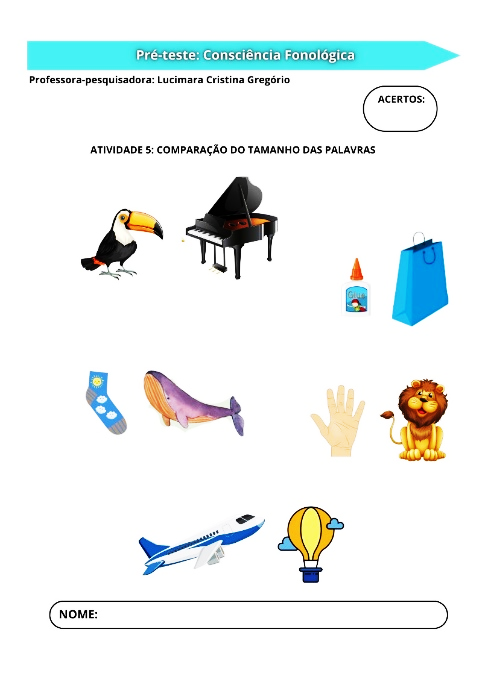 Pré-teste: Consciência Fonológica
Professora-pesquisadora: Lucimara Cristina Gregório
ACERTOS:
ATIVIDADE 5: COMPARAÇÃO DO TAMANHO DAS PALAVRAS
NOME: